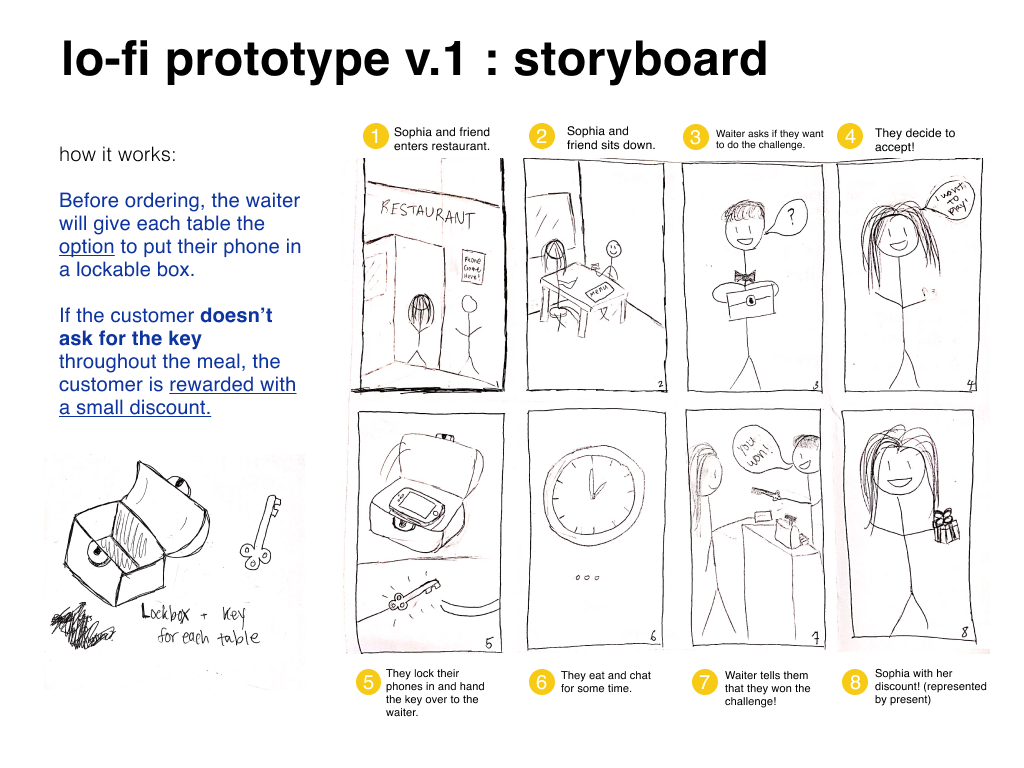 lo-fi prototype v.1 : storyboard
how it works:
Before ordering, the waiter
will give each table the
option to put their phone in
a lockable box.
If the customer doesn't
ask for the key
throughout the meal, the
customer is rewarded with
a small discount.
Lockbox + key
for each table
1 Sophia and friend
enters restaurant.
2 Sophia and
friend sits down.
3 Waiter asks if they want
to do the challenge.
4 They decide to
accept!
RESTAURANT
PHONE
GAME
HERE!
menu
2
?
3
I want
to
play!
4
5
6
YOU
WON!
7
8
5 They lock their
phones in and hand
the key over to the
waiter.
6 They eat and chat
for some time.
7 Waiter tells them
that they won the
challenge!
8 Sophia with her
discount! (represented
by present)